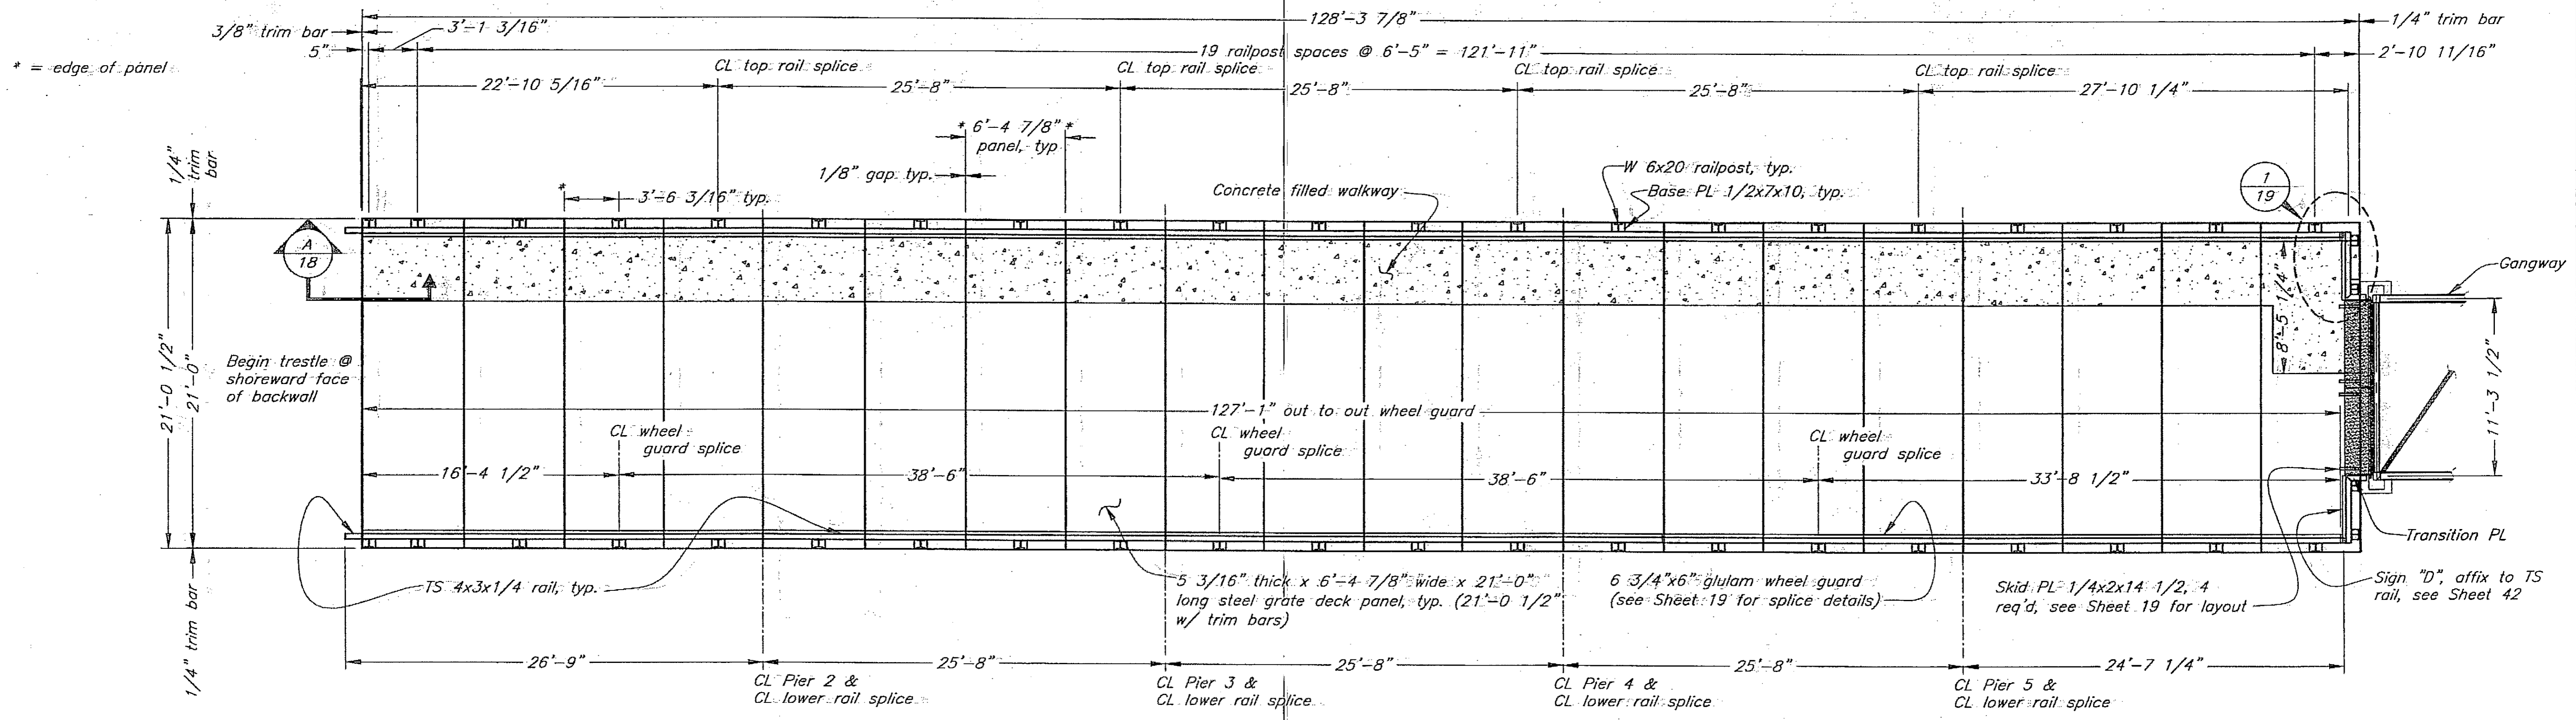 128'-3 7/8"
3/8" trim bar
3'-1 3/16"
1/4" trim bar
5"
19 railpost spaces @ 6'-5" = 121'-11"
2'-10 11/16"
* = edge of panel
CL top rail splice
CL top rail splice
CL top rail splice
CL top rail splice
22'-10 5/16"
25'-8"
25'-8"
25'-8"
27'-10 1/4"
* 6'-4 7/8" *
panel, typ
1/4"
trim
bar
1/8" gap typ.
W 6x20 railpost, typ.
Base PL 1/2x7x10, typ.
Concrete filled walkway
*
3'-6 3/16" typ.
1
19
A
18
Gangway
8'-5 1/4"
21'-0 1/2"
21'-0"
Begin trestle @
shoreward face
of backwall
11'-3 1/2"
127'-1" out to out wheel guard
CL wheel
guard splice
CL wheel
guard splice
CL wheel
guard splice
16'-4 1/2"
38'-6"
38'-6"
33'-8 1/2"
Transition PL
TS 4x3x1/4 rail, typ.
5 3/16" thick x 6'-4 7/8" wide x 21'-0"
long steel grate deck panel, typ. (21'-0 1/2"
w/ trim bars)
6 3/4"x6" glulam wheel guard
(see Sheet 19 for splice details)
Skid PL 1/4x2x14 1/2, 4
req'd, see Sheet 19 for layout
Sign "D", affix to TS
rail, see Sheet 42
1/4" trim bar
26'-9"
25'-8"
25'-8"
25'-8"
24'-7 1/4"
CL Pier 2 &
CL lower rail splice
CL Pier 3 &
CL lower rail splice
CL Pier 4 &
CL lower rail splice
CL Pier 5 &
CL lower rail splice